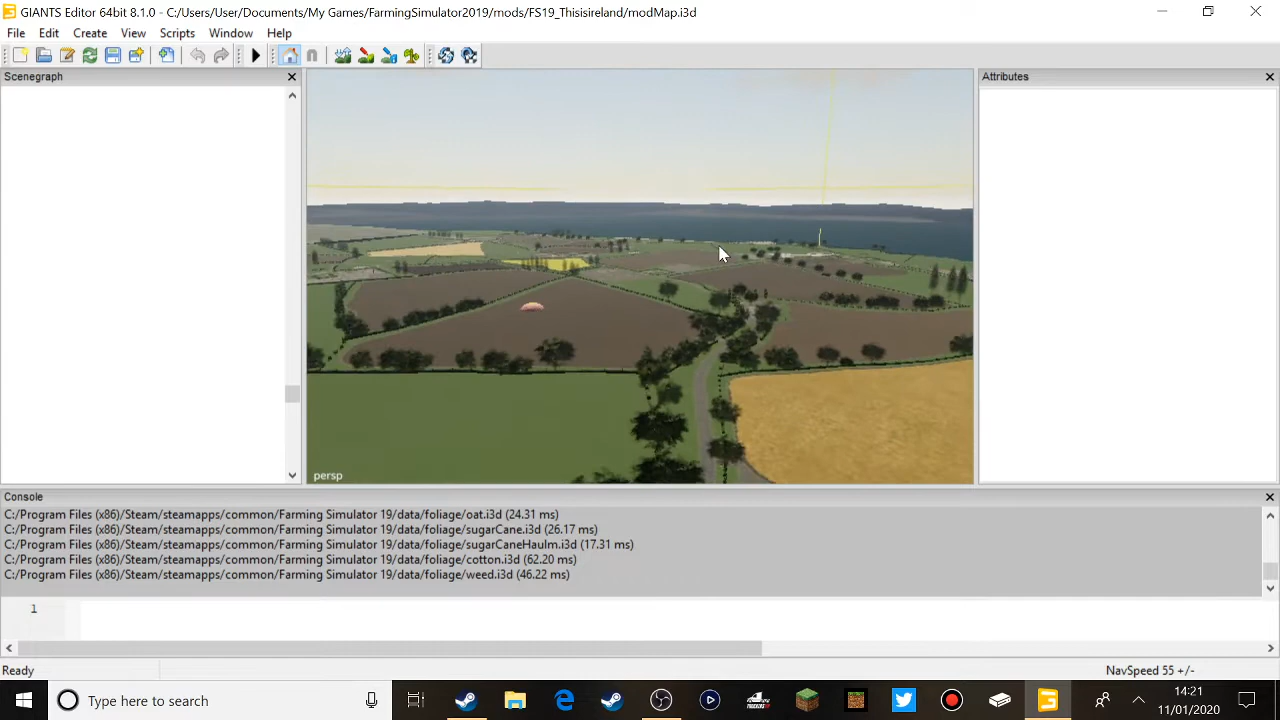 GIANTS Editor 64bit 8.1.0 - C:/Users/User/Documents/My Games/FarmingSimulator2019/mods/FS19_Thisisireland/modMap.i3d
File Edit Create View Scripts Window Help
Scenegraph
Attributes
persp
Console
C:/Program Files (x86)/Steam/steamapps/common/Farming Simulator 19/data/foliage/oat.i3d (24.31 ms)
C:/Program Files (x86)/Steam/steamapps/common/Farming Simulator 19/data/foliage/sugarCane.i3d (26.17 ms)
C:/Program Files (x86)/Steam/steamapps/common/Farming Simulator 19/data/foliage/sugarCaneHaulm.i3d (17.31 ms)
C:/Program Files (x86)/Steam/steamapps/common/Farming Simulator 19/data/foliage/cotton.i3d (62.20 ms)
C:/Program Files (x86)/Steam/steamapps/common/Farming Simulator 19/data/foliage/weed.i3d (46.22 ms)
1
Ready
NavSpeed 55 +/-
Type here to search
14:21
11/01/2020